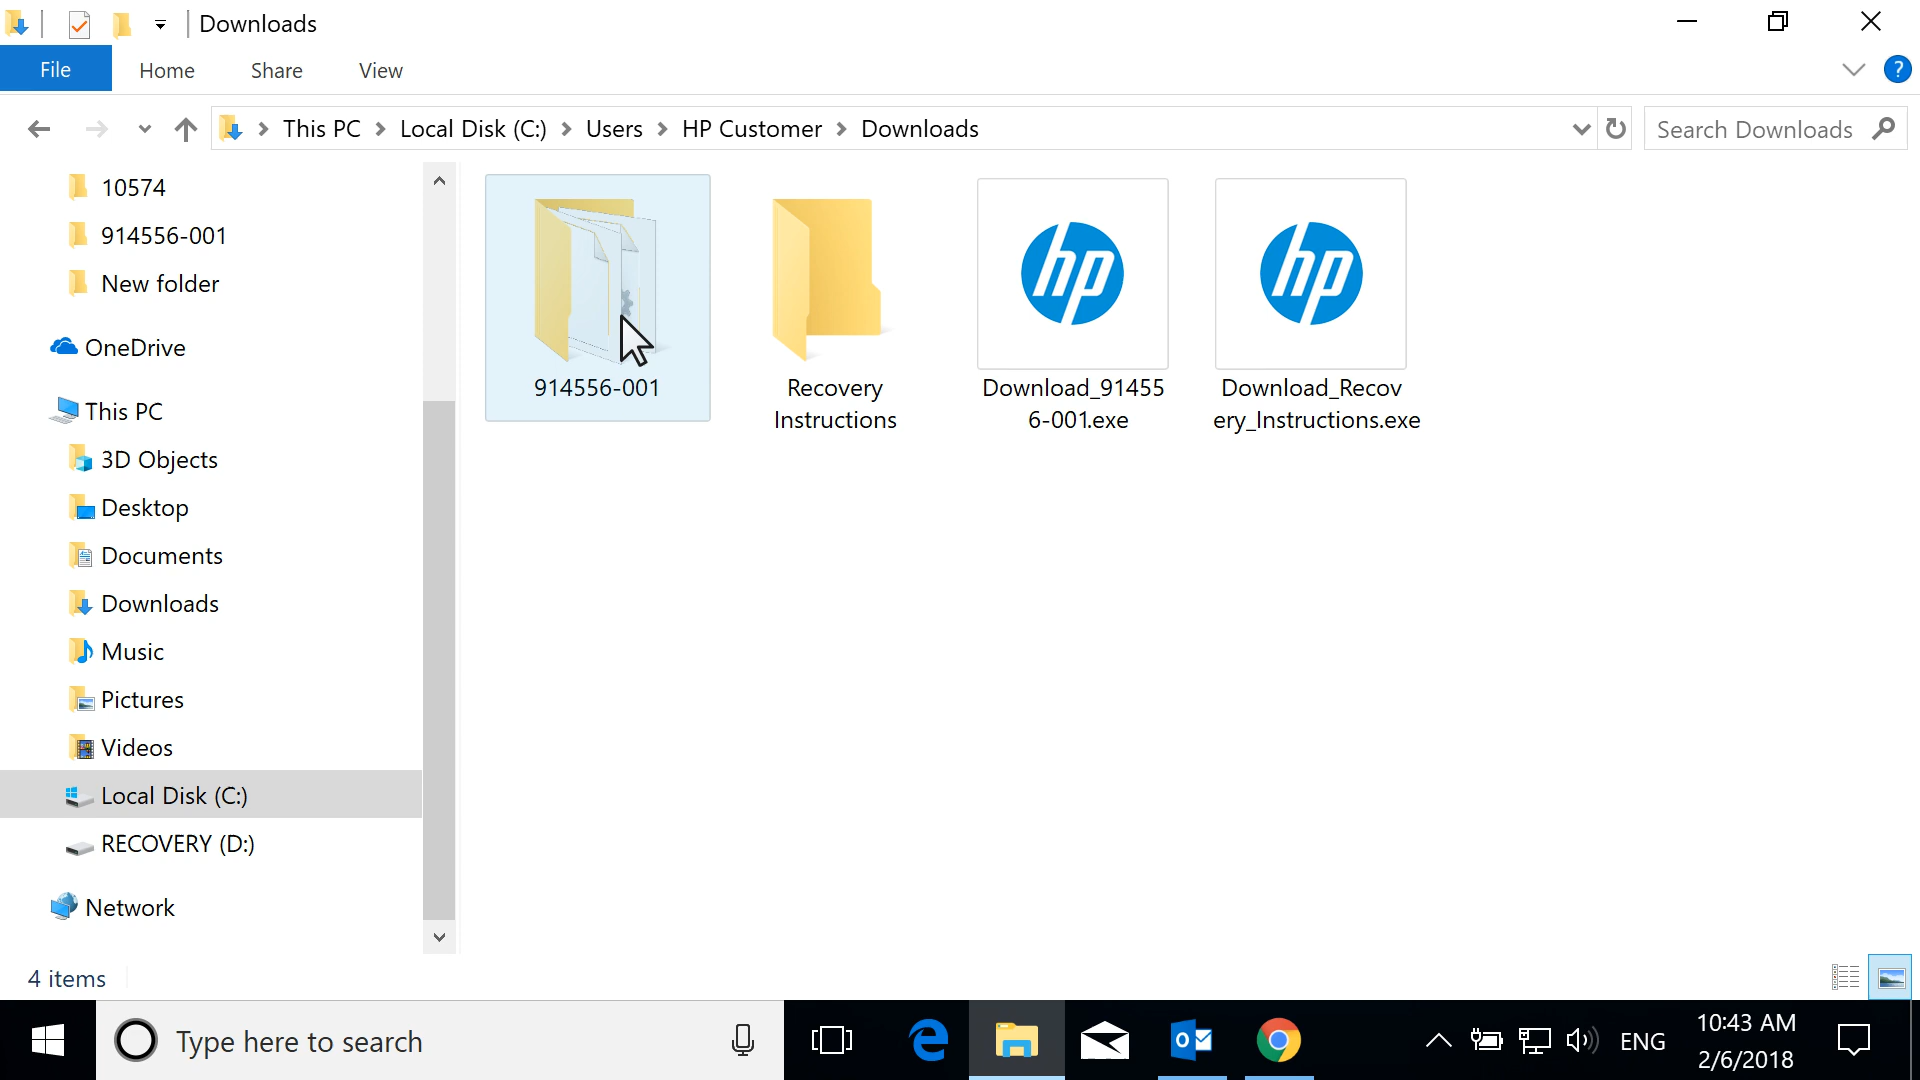 Downloads
File
Home
Share
View
?
This PC
Local Disk (C:)
Users
HP Customer
Downloads
Search Downloads
10574
914556-001
New folder
OneDrive
This PC
3D Objects
Desktop
Documents
Downloads
Music
Pictures
Videos
Local Disk (C:)
RECOVERY (D:)
Network
914556-001
Recovery
Instructions
hp
Download_91455
6-001.exe
hp
Download_Recov
ery_Instructions.exe
4 items
Type here to search
ENG
10:43 AM
2/6/2018